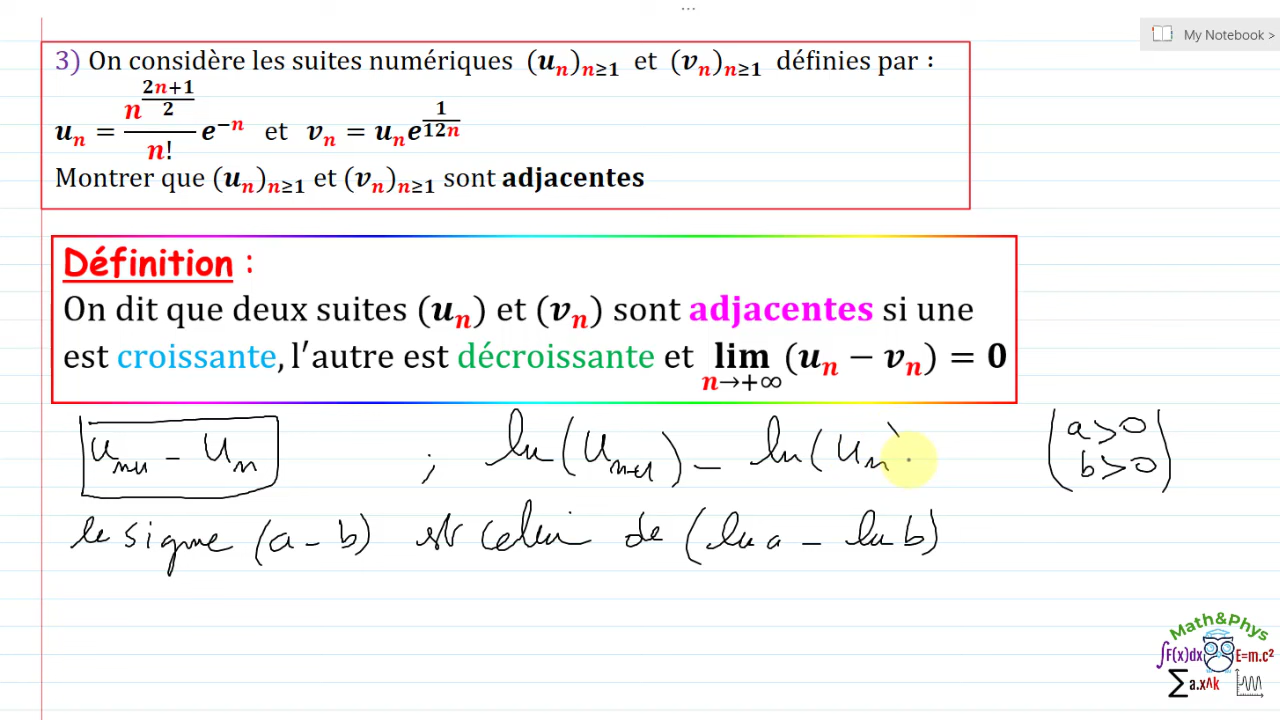 ...
My Notebook >
3) On considère les suites numériques (uₙ)ₙ≥₁ et (vₙ)ₙ≥₁ définies par :
uₙ = n^((2n+1)/2)/n! e⁻ⁿ et vₙ = uₙe^(1/(12n))
Montrer que (uₙ)ₙ≥₁ et (vₙ)ₙ≥₁ sont adjacentes
Définition :
On dit que deux suites (uₙ) et (vₙ) sont adjacentes si une
est croissante, l'autre est décroissante et lim n→+∞ (uₙ − vₙ) = 0
Uₙ₊₁ − Uₙ ; ln(Uₙ₊₁) − ln(Uₙ) (a>0
b>0)
le signe (a − b) est celui de (ln a − ln b)
Math&Phys
∫F(x)dx E=m.c²
∑ a.x^k